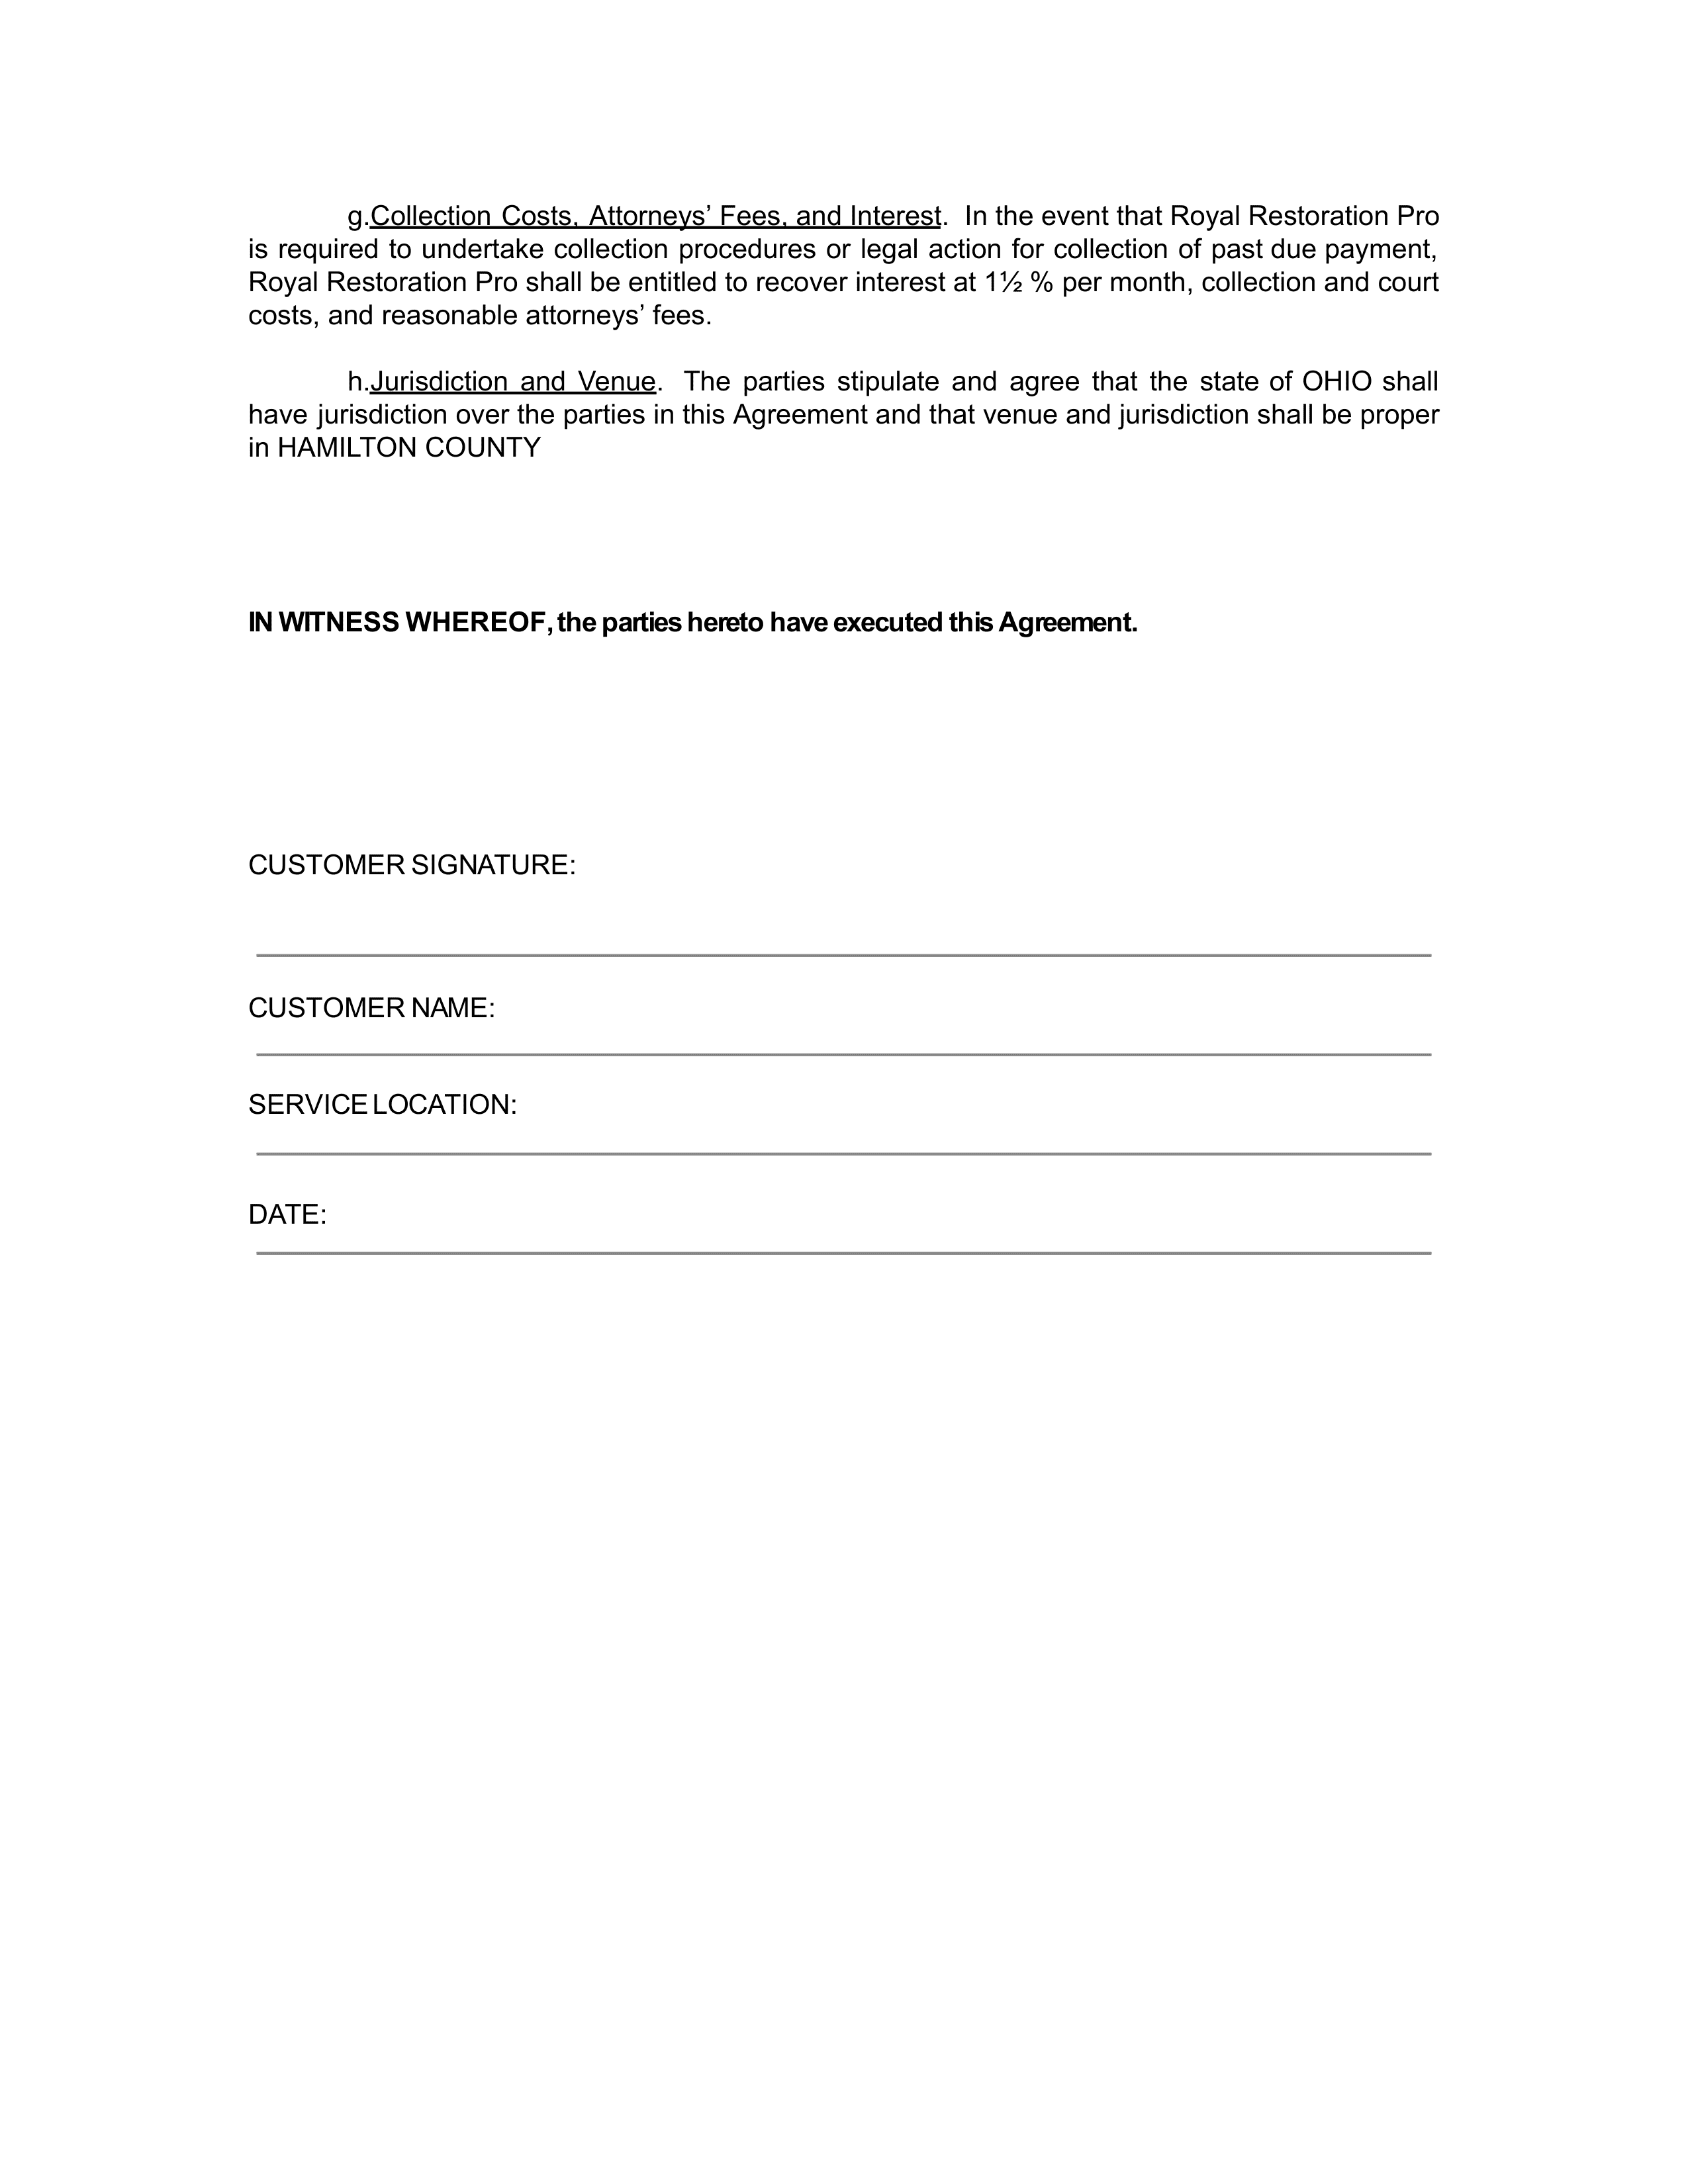 g.Collection Costs, Attorneys’ Fees, and Interest. In the event that Royal Restoration Pro
is required to undertake collection procedures or legal action for collection of past due payment,
Royal Restoration Pro shall be entitled to recover interest at 1½ % per month, collection and court
costs, and reasonable attorneys’ fees.
h.Jurisdiction and Venue. The parties stipulate and agree that the state of OHIO shall
have jurisdiction over the parties in this Agreement and that venue and jurisdiction shall be proper
in HAMILTON COUNTY
IN WITNESS WHEREOF, the parties hereto have executed this Agreement.
CUSTOMER SIGNATURE:
CUSTOMER NAME:
SERVICE LOCATION:
DATE: